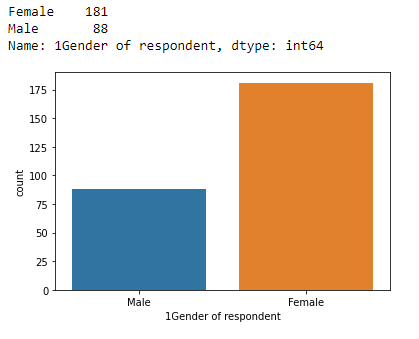 Female    181
Male       88
Name: 1Gender of respondent, dtype: int64
175
150
125
100
75
50
25
0
count
Male
Female
1Gender of respondent